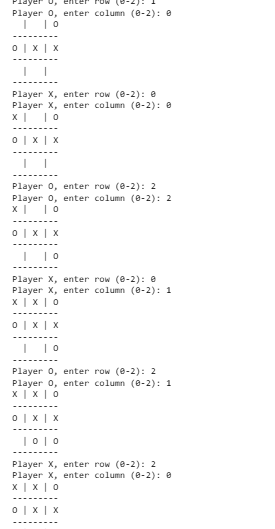 Player O, enter row (0-2): 1
Player O, enter column (0-2): 0
  |   | O
---------
O | X | X
---------
  |   |
---------
Player X, enter row (0-2): 0
Player X, enter column (0-2): 0
X |   | O
---------
O | X | X
---------
  |   |
---------
Player O, enter row (0-2): 2
Player O, enter column (0-2): 2
X |   | O
---------
O | X | X
---------
  |   | O
---------
Player X, enter row (0-2): 0
Player X, enter column (0-2): 1
X | X | O
---------
O | X | X
---------
  |   | O
---------
Player O, enter row (0-2): 2
Player O, enter column (0-2): 1
X | X | O
---------
O | X | X
---------
  | O | O
---------
Player X, enter row (0-2): 2
Player X, enter column (0-2): 0
X | X | O
---------
O | X | X
---------